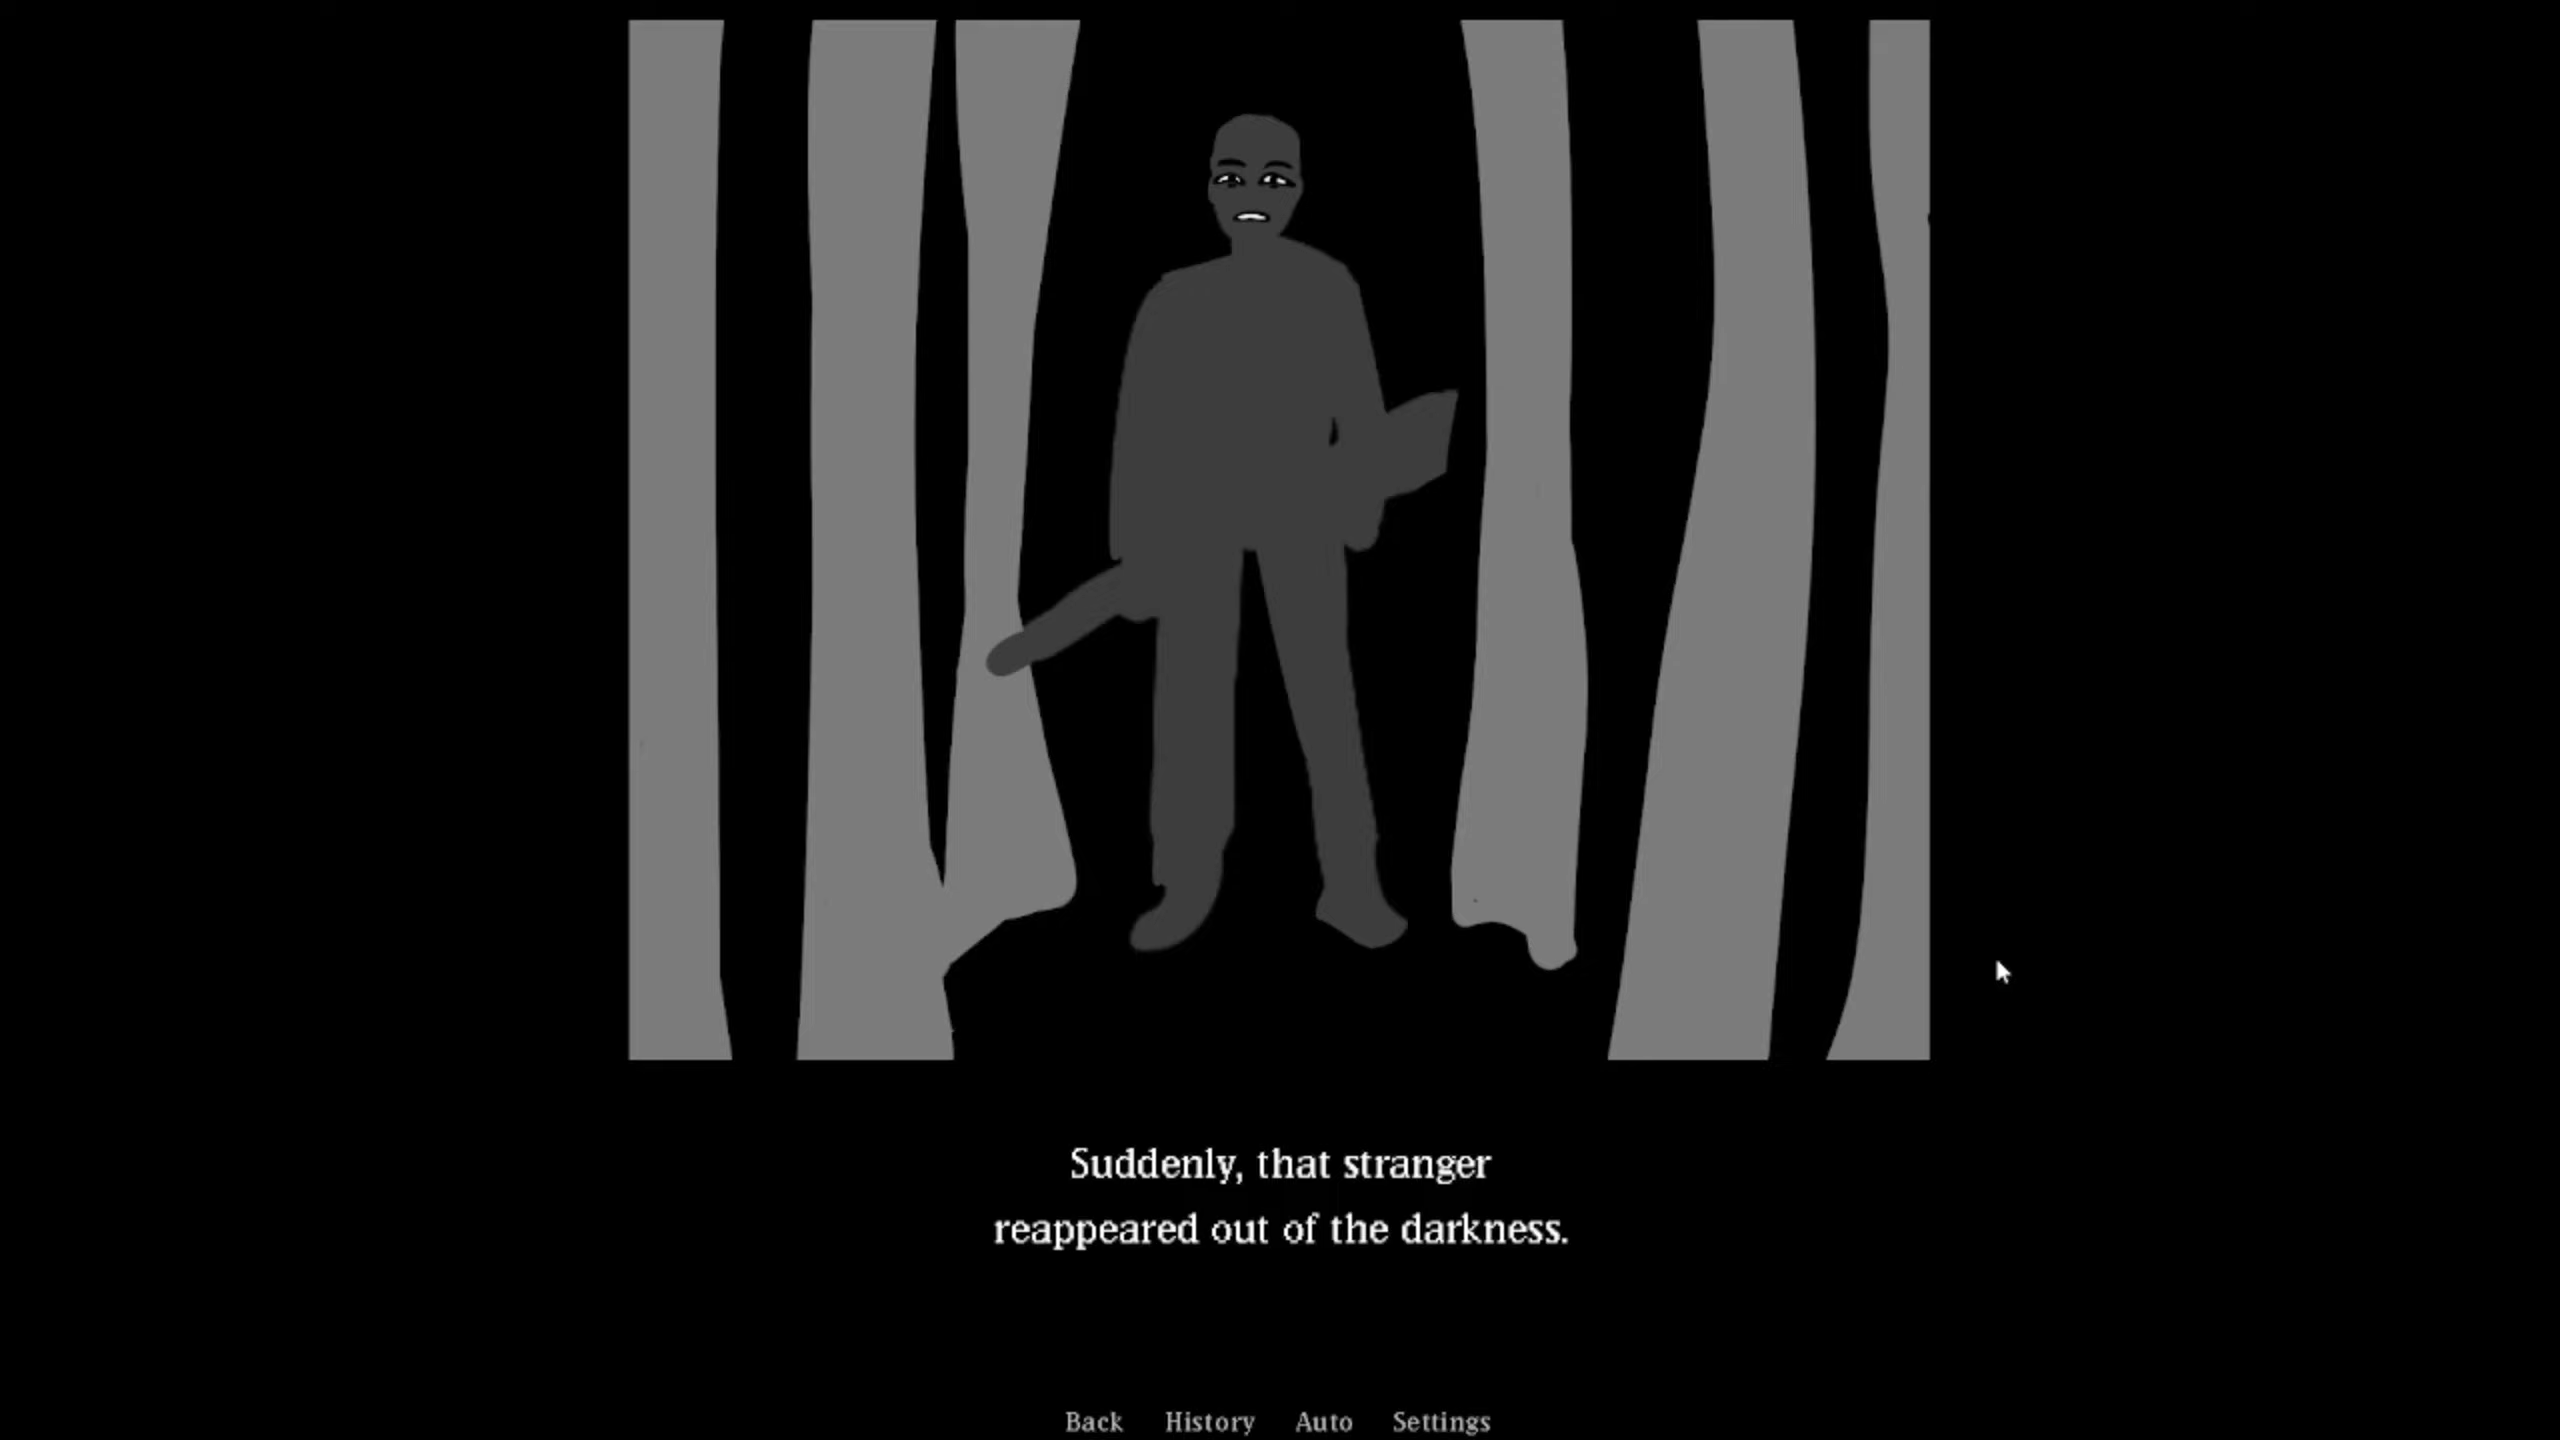 Suddenly, that stranger
reappeared out of the darkness.
Back History Auto Settings